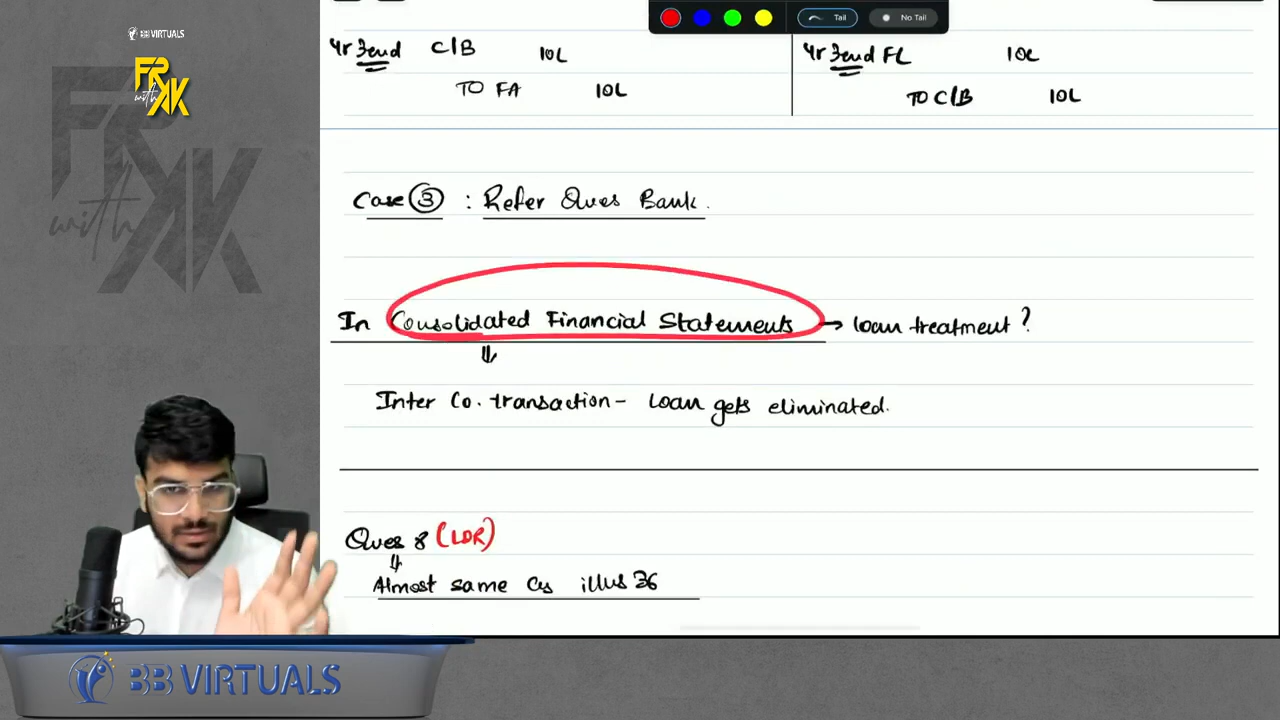 BB VIRTUALS
FR
with
AK
Tail
No Tail
Yr 3 end C/B 10L
TO FA 10L
Yr 3 end FL 10L
TO C/B 10L
Case ③ : Refer Ques Bank.
In Consolidated Financial Statements → loan treatment?
⇓
Inter Co. transaction - loan gets eliminated.
Ques 8 (LDR)
⇓
Almost same as illus 36
BB VIRTUALS